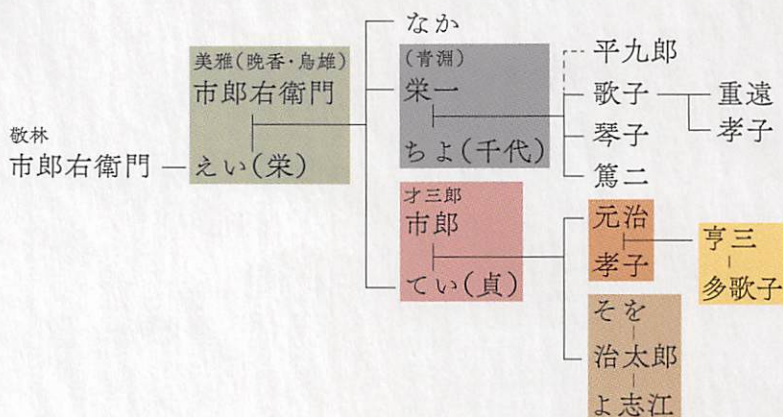 敬林
市郎右衛門
美雅(晩香・烏雄)
市郎右衛門
えい(栄)
なか
(青淵)
栄一
ちよ(千代)
才三郎
市郎
てい(貞)
平九郎
歌子
琴子
篤二
重遠
孝子
元治
孝子
そを
治太郎
よ志江
亨三
多歌子